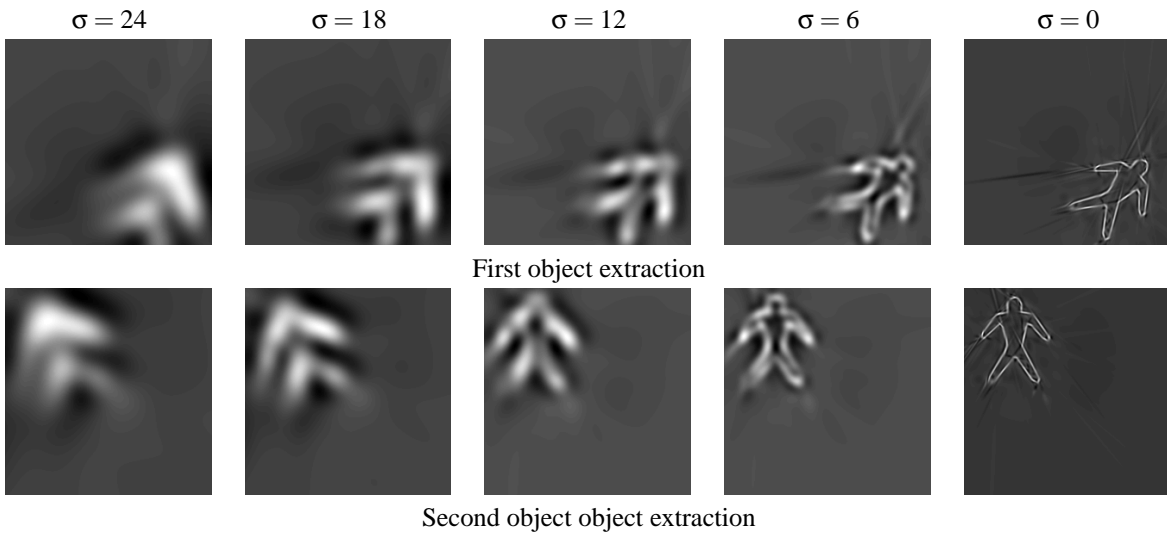 σ = 24 σ = 18 σ = 12 σ = 6 σ = 0
First object extraction
Second object object extraction